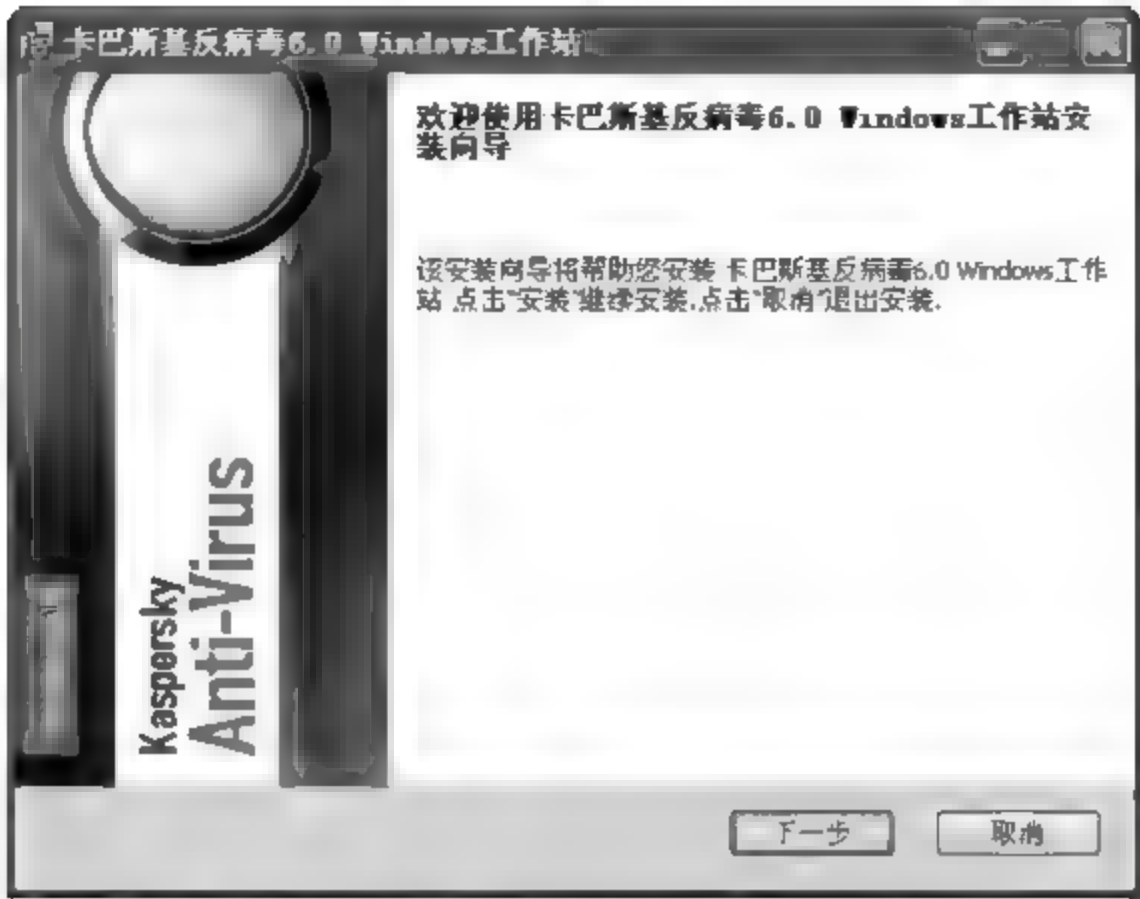 卡巴斯基反病毒6.0 Windows工作站
欢迎使用卡巴斯基反病毒6.0 Windows工作站安
装向导
该安装向导将帮助您安装 卡巴斯基反病毒6.0 Windows工作
站 点击"安装"继续安装,点击"取消"退出安装.
Kaspersky
Anti-Virus
下一步
取消